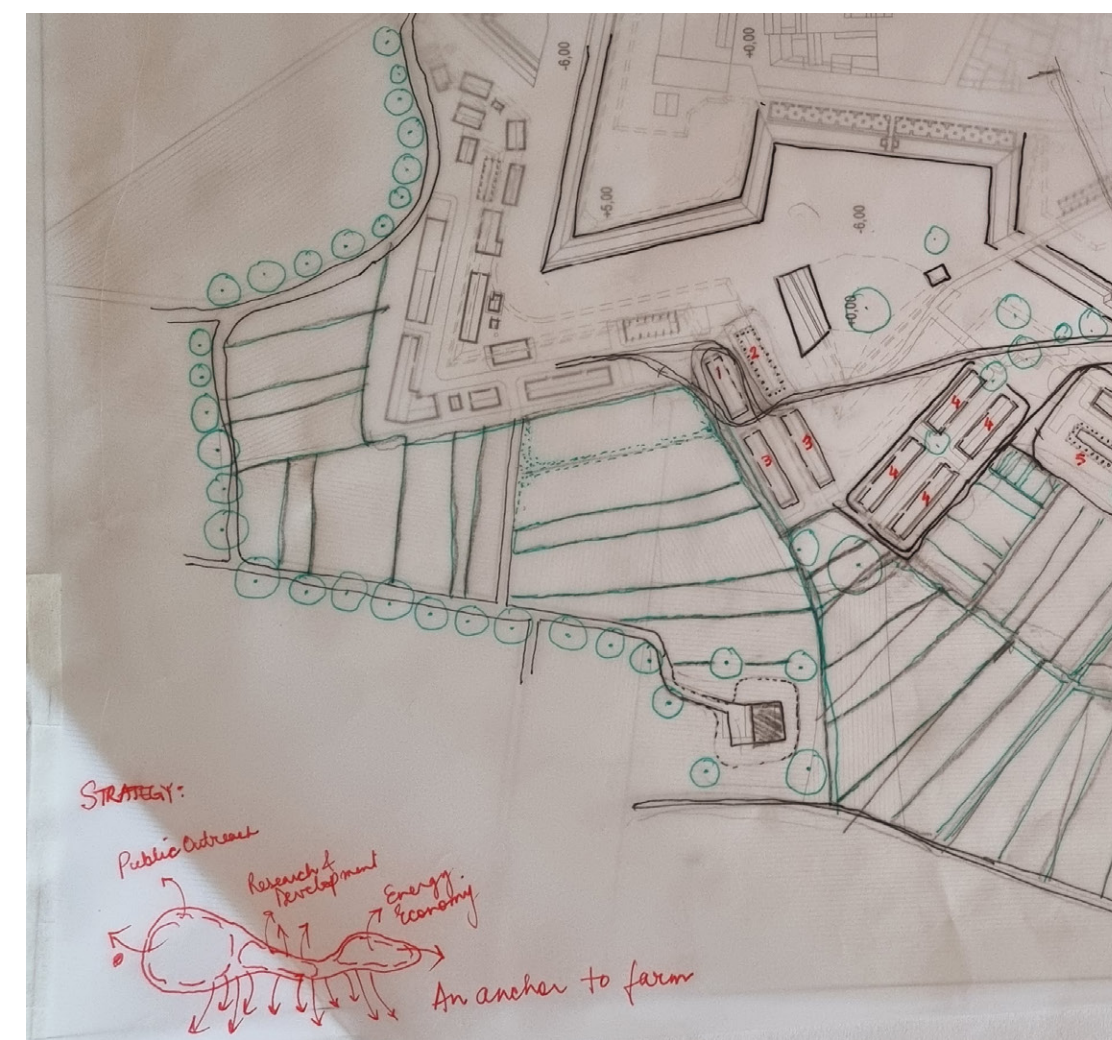 -6,00
+0,00
+6,00
-6,00
+0,00
1
2
3
3
4
4
4
4
5
STRATEGY:
Public Outreach
Research &
Development
Energy
Economy
An anchor to farm